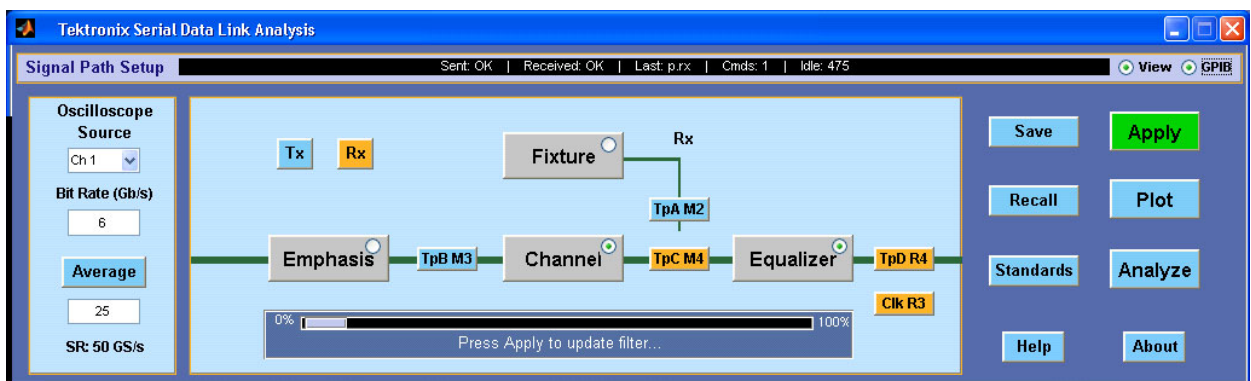 Tektronix Serial Data Link Analysis
Signal Path Setup
Sent: OK | Received: OK | Last: p.rx | Cmds: 1 | Idle: 475
View
GPIB
Oscilloscope
Source
Ch 1
Bit Rate (Gb/s)
6
Average
25
SR: 50 GS/s
Tx
Rx
Fixture
Rx
TpA M2
Emphasis
TpB M3
Channel
TpC M4
Equalizer
TpD R4
Clk R3
0%
100%
Press Apply to update filter...
Save
Apply
Recall
Plot
Standards
Analyze
Help
About